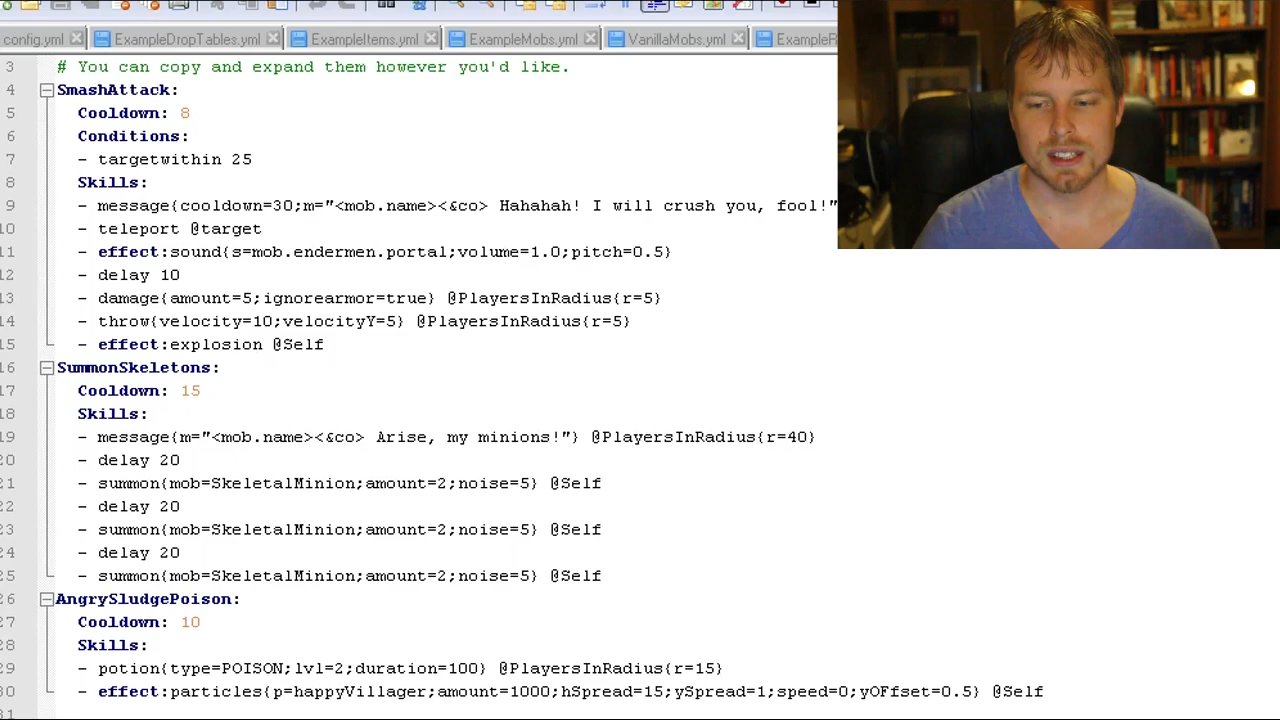 config.yml ExampleDropTables.yml ExampleItems.yml ExampleMobs.yml VanillaMobs.yml
3 # You can copy and expand them however you'd like.
4 SmashAttack:
5 Cooldown: 8
6 Conditions:
7 - targetwithin 25
8 Skills:
9 - message{cooldown=30;m="<mob.name><&co> Hahahah! I will crush you, fool!"
10 - teleport @target
11 - effect:sound{s=mob.endermen.portal;volume=1.0;pitch=0.5}
12 - delay 10
13 - damage{amount=5;ignorearmor=true} @PlayersInRadius{r=5}
14 - throw{velocity=10;velocityY=5} @PlayersInRadius{r=5}
15 - effect:explosion @Self
16 SummonSkeletons:
17 Cooldown: 15
18 Skills:
19 - message{m="<mob.name><&co> Arise, my minions!"} @PlayersInRadius{r=40}
20 - delay 20
21 - summon{mob=SkeletalMinion;amount=2;noise=5} @Self
22 - delay 20
23 - summon{mob=SkeletalMinion;amount=2;noise=5} @Self
24 - delay 20
25 - summon{mob=SkeletalMinion;amount=2;noise=5} @Self
26 AngrySludgePoison:
27 Cooldown: 10
28 Skills:
29 - potion{type=POISON;lvl=2;duration=100} @PlayersInRadius{r=15}
30 - effect:particles{p=happyVillager;amount=1000;hSpread=15;ySpread=1;speed=0;yOFfset=0.5} @Self
31